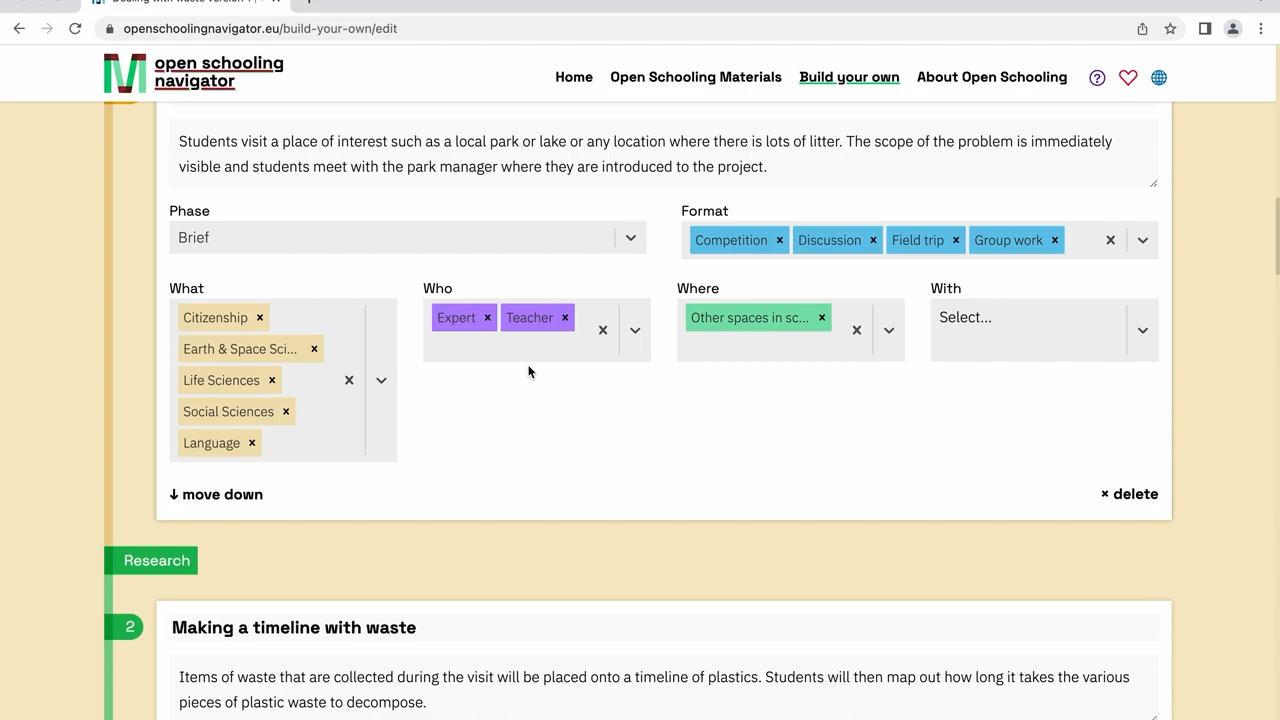 openschoolingnavigator.eu/build-your-own/edit
open schooling
navigator
Home
Open Schooling Materials
Build your own
About Open Schooling
Students visit a place of interest such as a local park or lake or any location where there is lots of litter. The scope of the problem is immediately
visible and students meet with the park manager where they are introduced to the project.
Phase
Format
Brief
Competition ×
Discussion ×
Field trip ×
Group work ×
What
Who
Where
With
Citizenship ×
Earth & Space Sci... ×
Life Sciences ×
Social Sciences ×
Language ×
Expert ×
Teacher ×
Other spaces in sc... ×
Select...
↓ move down
× delete
Research
2
Making a timeline with waste
Items of waste that are collected during the visit will be placed onto a timeline of plastics. Students will then map out how long it takes the various
pieces of plastic waste to decompose.